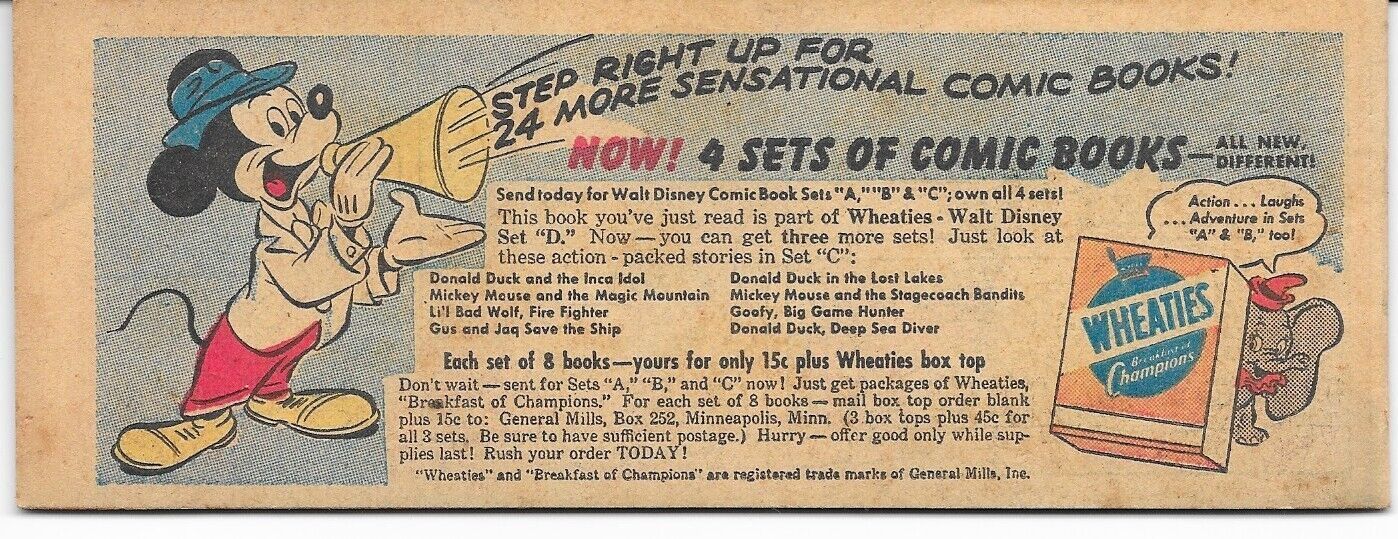 STEP RIGHT UP FOR
24 MORE SENSATIONAL COMIC BOOKS!
NOW! 4 SETS OF COMIC BOOKS—ALL NEW, DIFFERENT!
Send today for Walt Disney Comic Book Sets "A," "B" & "C"; own all 4 sets!
This book you've just read is part of Wheaties - Walt Disney
Set "D." Now—you can get three more sets! Just look at
these action-packed stories in Set "C":
Donald Duck and the Inca Idol
Mickey Mouse and the Magic Mountain
Li'l Bad Wolf, Fire Fighter
Gus and Jaq Save the Ship
Donald Duck in the Lost Lakes
Mickey Mouse and the Stagecoach Bandits
Goofy, Big Game Hunter
Donald Duck, Deep Sea Diver
Each set of 8 books—yours for only 15c plus Wheaties box top
Don't wait—sent for Sets "A," "B," and "C" now! Just get packages of Wheaties,
"Breakfast of Champions." For each set of 8 books—mail box top order blank
plus 15c to: General Mills, Box 252, Minneapolis, Minn. (3 box tops plus 45c for
all 3 sets. Be sure to have sufficient postage.) Hurry—offer good only while sup-
plies last! Rush your order TODAY!
"Wheaties" and "Breakfast of Champions" are registered trade marks of General Mills, Inc.
Action... Laughs
...Adventure in Sets
"A" & "B," too!
WHEATIES
Breakfast of
Champions